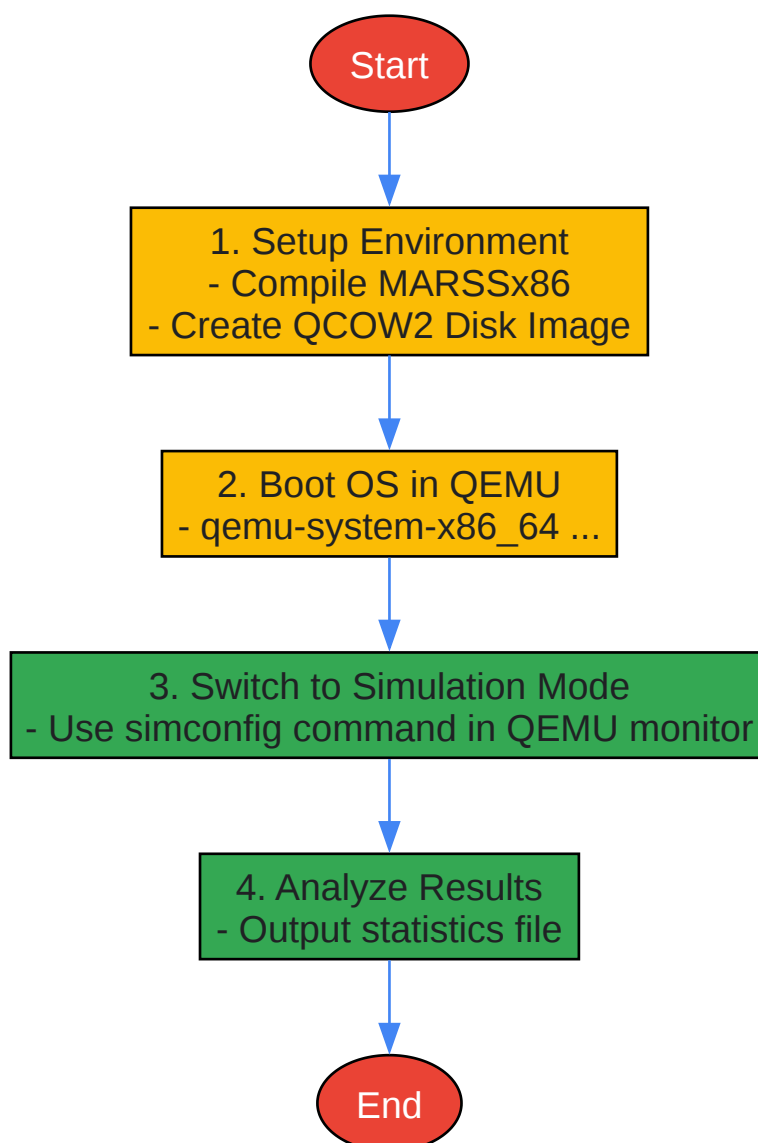 Start
1. Setup Environment
- Compile MARSSx86
- Create QCOW2 Disk Image
2. Boot OS in QEMU
- qemu-system-x86_64 ...
3. Switch to Simulation Mode
- Use simconfig command in QEMU monitor
4. Analyze Results
- Output statistics file
End